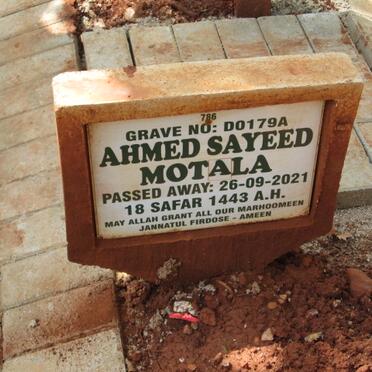 786
GRAVE NO: D0179A
AHMED SAYEED
MOTALA
PASSED AWAY: 26-09-2021
18 SAFAR 1443 A.H.
MAY ALLAH GRANT ALL OUR MARHOOMEEN
JANNATUL FIRDOSE - AMEEN